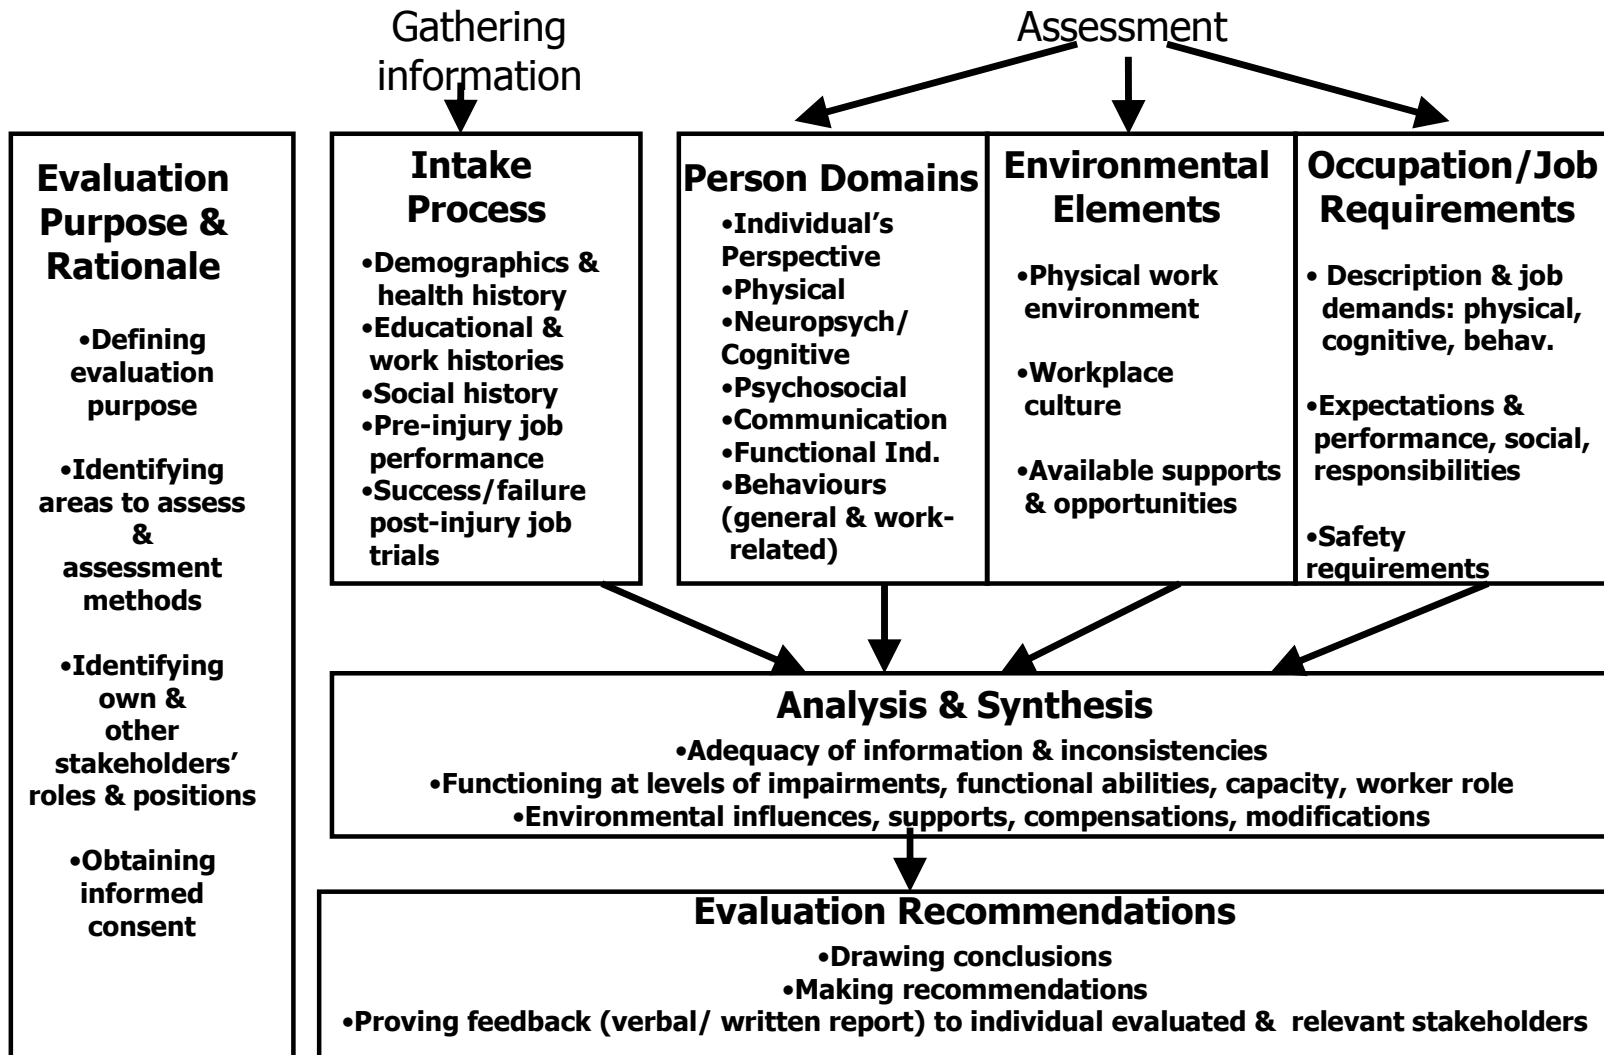 Gathering
information
Assessment
Evaluation
Purpose &
Rationale
•Defining
evaluation
purpose
•Identifying
areas to assess
&
assessment
methods
•Identifying
own &
other
stakeholders’
roles & positions
•Obtaining
informed
consent
Intake
Process
•Demographics &
health history
•Educational &
work histories
•Social history
•Pre-injury job
performance
•Success/failure
post-injury job
trials
Person Domains
•Individual’s
Perspective
•Physical
•Neuropsych/
Cognitive
•Psychosocial
•Communication
•Functional Ind.
•Behaviours
(general & work-
related)
Environmental
Elements
•Physical work
environment
•Workplace
culture
•Available supports
& opportunities
Occupation/Job
Requirements
• Description & job
demands: physical,
cognitive, behav.
•Expectations &
performance, social,
responsibilities
•Safety
requirements
Analysis & Synthesis
•Adequacy of information & inconsistencies
•Functioning at levels of impairments, functional abilities, capacity, worker role
•Environmental influences, supports, compensations, modifications
Evaluation Recommendations
•Drawing conclusions
•Making recommendations
•Proving feedback (verbal/ written report) to individual evaluated & relevant stakeholders